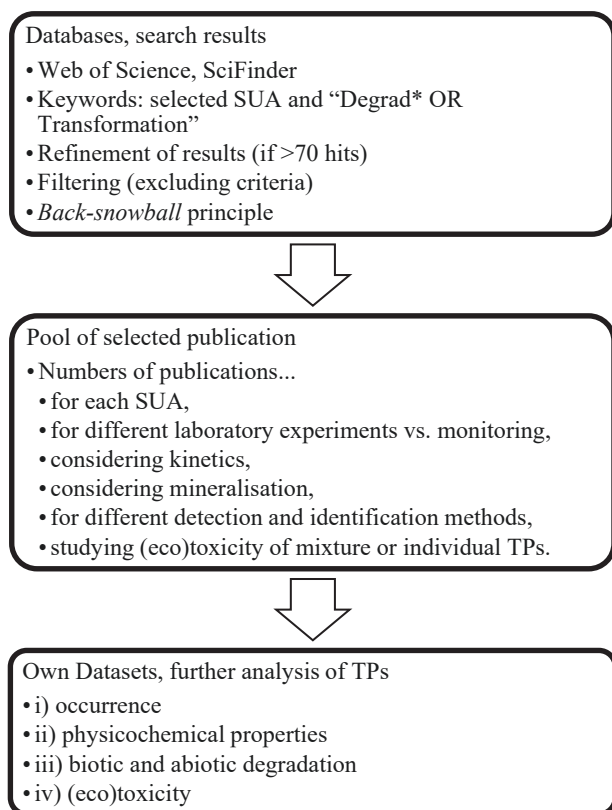 Databases, search results
• Web of Science, SciFinder
• Keywords: selected SUA and “Degrad* OR
Transformation”
• Refinement of results (if >70 hits)
• Filtering (excluding criteria)
• Back-snowball principle
Pool of selected publication
• Numbers of publications...
• for each SUA,
• for different laboratory experiments vs. monitoring,
• considering kinetics,
• considering mineralisation,
• for different detection and identification methods,
• studying (eco)toxicity of mixture or individual TPs.
Own Datasets, further analysis of TPs
• i) occurrence
• ii) physicochemical properties
• iii) biotic and abiotic degradation
• iv) (eco)toxicity